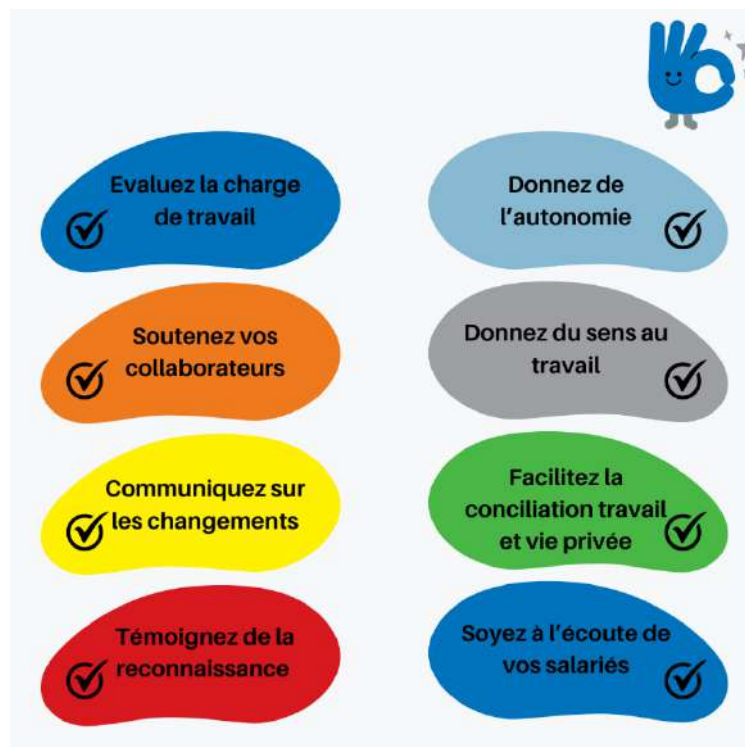 Evaluez la charge
de travail
Soutenez vos
collaborateurs
Communiquez sur
les changements
Témoignez de la
reconnaissance
Donnez de
l'autonomie
Donnez du sens au
travail
Facilitez la
conciliation travail
et vie privée
Soyez à l'écoute de
vos salariés